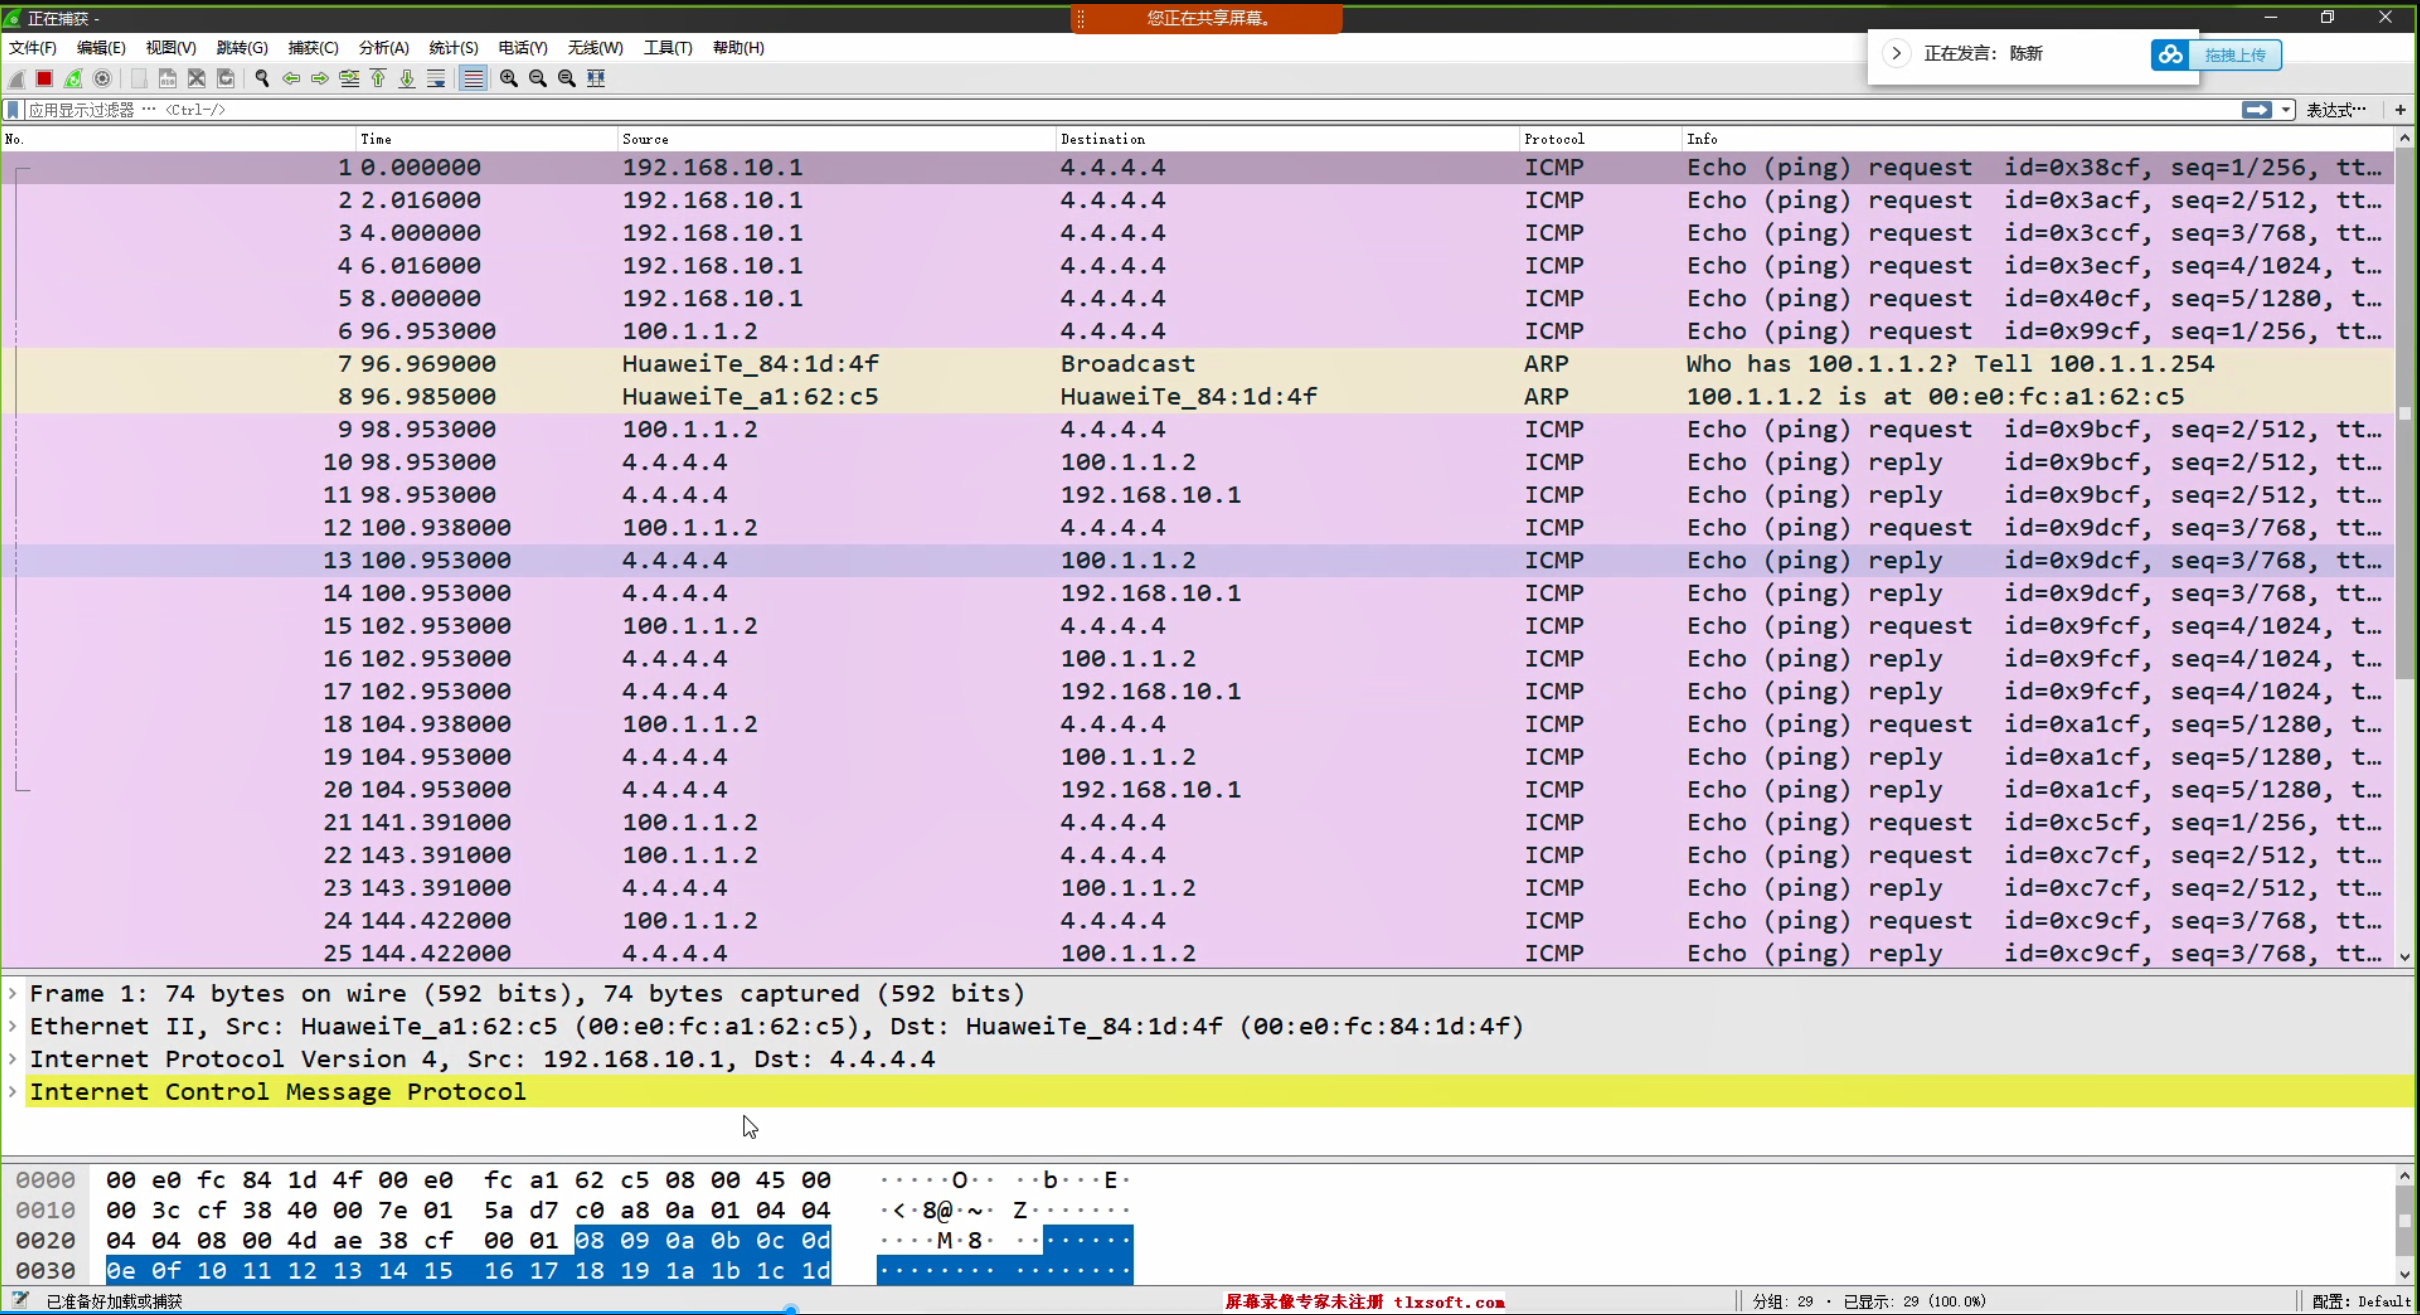 正在捕获 -
您正在共享屏幕。
文件(F) 编辑(E) 视图(V) 跳转(G) 捕获(C) 分析(A) 统计(S) 电话(Y) 无线(W) 工具(T) 帮助(H)
正在发言： 陈新
拖拽上传
应用显示过滤器 … <Ctrl-/>
表达式… +
No. Time Source Destination Protocol Info
1 0.000000 192.168.10.1 4.4.4.4 ICMP Echo (ping) request id=0x38cf, seq=1/256, tt…
2 2.016000 192.168.10.1 4.4.4.4 ICMP Echo (ping) request id=0x3acf, seq=2/512, tt…
3 4.000000 192.168.10.1 4.4.4.4 ICMP Echo (ping) request id=0x3ccf, seq=3/768, tt…
4 6.016000 192.168.10.1 4.4.4.4 ICMP Echo (ping) request id=0x3ecf, seq=4/1024, t…
5 8.000000 192.168.10.1 4.4.4.4 ICMP Echo (ping) request id=0x40cf, seq=5/1280, t…
6 96.953000 100.1.1.2 4.4.4.4 ICMP Echo (ping) request id=0x99cf, seq=1/256, tt…
7 96.969000 HuaweiTe_84:1d:4f Broadcast ARP Who has 100.1.1.2? Tell 100.1.1.254
8 96.985000 HuaweiTe_a1:62:c5 HuaweiTe_84:1d:4f ARP 100.1.1.2 is at 00:e0:fc:a1:62:c5
9 98.953000 100.1.1.2 4.4.4.4 ICMP Echo (ping) request id=0x9bcf, seq=2/512, tt…
10 98.953000 4.4.4.4 100.1.1.2 ICMP Echo (ping) reply id=0x9bcf, seq=2/512, tt…
11 98.953000 4.4.4.4 192.168.10.1 ICMP Echo (ping) reply id=0x9bcf, seq=2/512, tt…
12 100.938000 100.1.1.2 4.4.4.4 ICMP Echo (ping) request id=0x9dcf, seq=3/768, tt…
13 100.953000 4.4.4.4 100.1.1.2 ICMP Echo (ping) reply id=0x9dcf, seq=3/768, tt…
14 100.953000 4.4.4.4 192.168.10.1 ICMP Echo (ping) reply id=0x9dcf, seq=3/768, tt…
15 102.953000 100.1.1.2 4.4.4.4 ICMP Echo (ping) request id=0x9fcf, seq=4/1024, t…
16 102.953000 4.4.4.4 100.1.1.2 ICMP Echo (ping) reply id=0x9fcf, seq=4/1024, t…
17 102.953000 4.4.4.4 192.168.10.1 ICMP Echo (ping) reply id=0x9fcf, seq=4/1024, t…
18 104.938000 100.1.1.2 4.4.4.4 ICMP Echo (ping) request id=0xa1cf, seq=5/1280, t…
19 104.953000 4.4.4.4 100.1.1.2 ICMP Echo (ping) reply id=0xa1cf, seq=5/1280, t…
20 104.953000 4.4.4.4 192.168.10.1 ICMP Echo (ping) reply id=0xa1cf, seq=5/1280, t…
21 141.391000 100.1.1.2 4.4.4.4 ICMP Echo (ping) request id=0xc5cf, seq=1/256, tt…
22 143.391000 100.1.1.2 4.4.4.4 ICMP Echo (ping) request id=0xc7cf, seq=2/512, tt…
23 143.391000 4.4.4.4 100.1.1.2 ICMP Echo (ping) reply id=0xc7cf, seq=2/512, tt…
24 144.422000 100.1.1.2 4.4.4.4 ICMP Echo (ping) request id=0xc9cf, seq=3/768, tt…
25 144.422000 4.4.4.4 100.1.1.2 ICMP Echo (ping) reply id=0xc9cf, seq=3/768, tt…
Frame 1: 74 bytes on wire (592 bits), 74 bytes captured (592 bits)
Ethernet II, Src: HuaweiTe_a1:62:c5 (00:e0:fc:a1:62:c5), Dst: HuaweiTe_84:1d:4f (00:e0:fc:84:1d:4f)
Internet Protocol Version 4, Src: 192.168.10.1, Dst: 4.4.4.4
Internet Control Message Protocol
0000 00 e0 fc 84 1d 4f 00 e0 fc a1 62 c5 08 00 45 00 ·····O·· ··b···E·
0010 00 3c cf 38 40 00 7e 01 5a d7 c0 a8 0a 01 04 04 ·<·8@·~· Z·······
0020 04 04 08 00 4d ae 38 cf 00 01 08 09 0a 0b 0c 0d ····M·8· ········
0030 0e 0f 10 11 12 13 14 15 16 17 18 19 1a 1b 1c 1d ········ ········
已准备好加载或捕获
屏幕录像专家未注册 tlxsoft.com
分组: 29 · 已显示: 29 (100.0%)
配置: Default